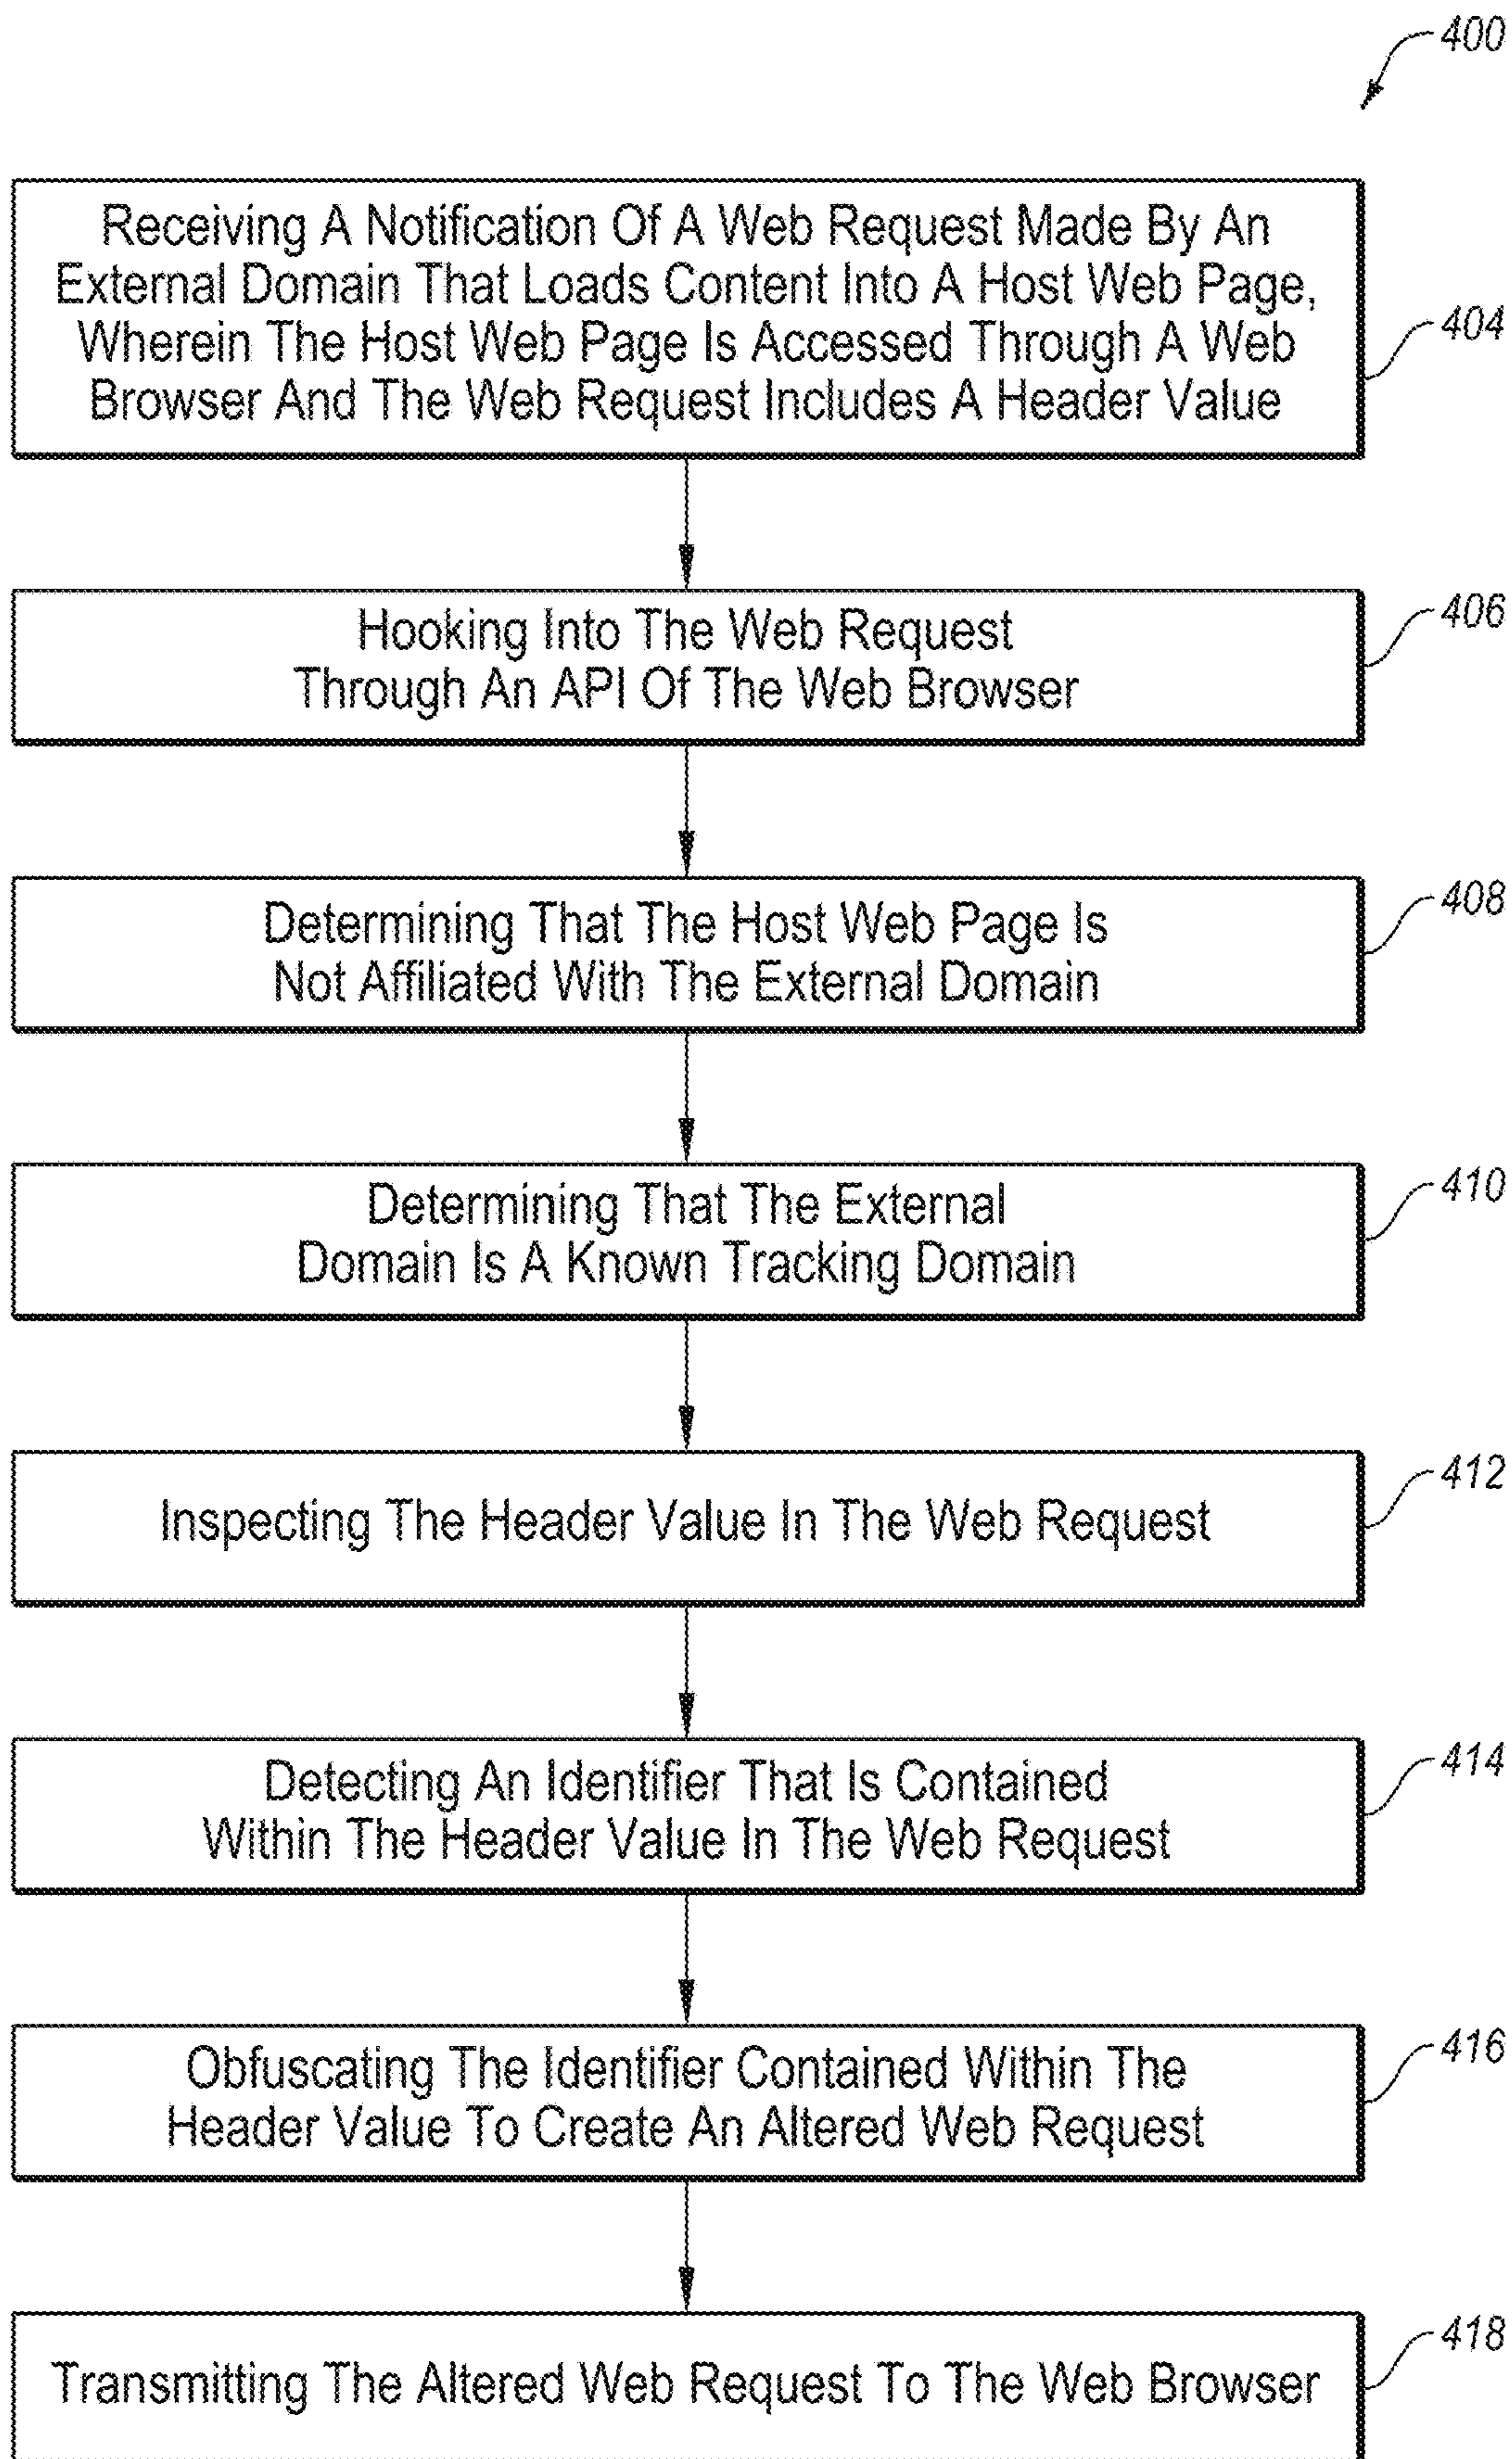 400
Receiving A Notification Of A Web Request Made By An
External Domain That Loads Content Into A Host Web Page,
Wherein The Host Web Page Is Accessed Through A Web
Browser And The Web Request Includes A Header Value
404
Hooking Into The Web Request
Through An API Of The Web Browser
406
Determining That The Host Web Page Is
Not Affiliated With The External Domain
408
Determining That The External
Domain Is A Known Tracking Domain
410
Inspecting The Header Value In The Web Request
412
Detecting An Identifier That Is Contained
Within The Header Value In The Web Request
414
Obfuscating The Identifier Contained Within The
Header Value To Create An Altered Web Request
416
Transmitting The Altered Web Request To The Web Browser
418